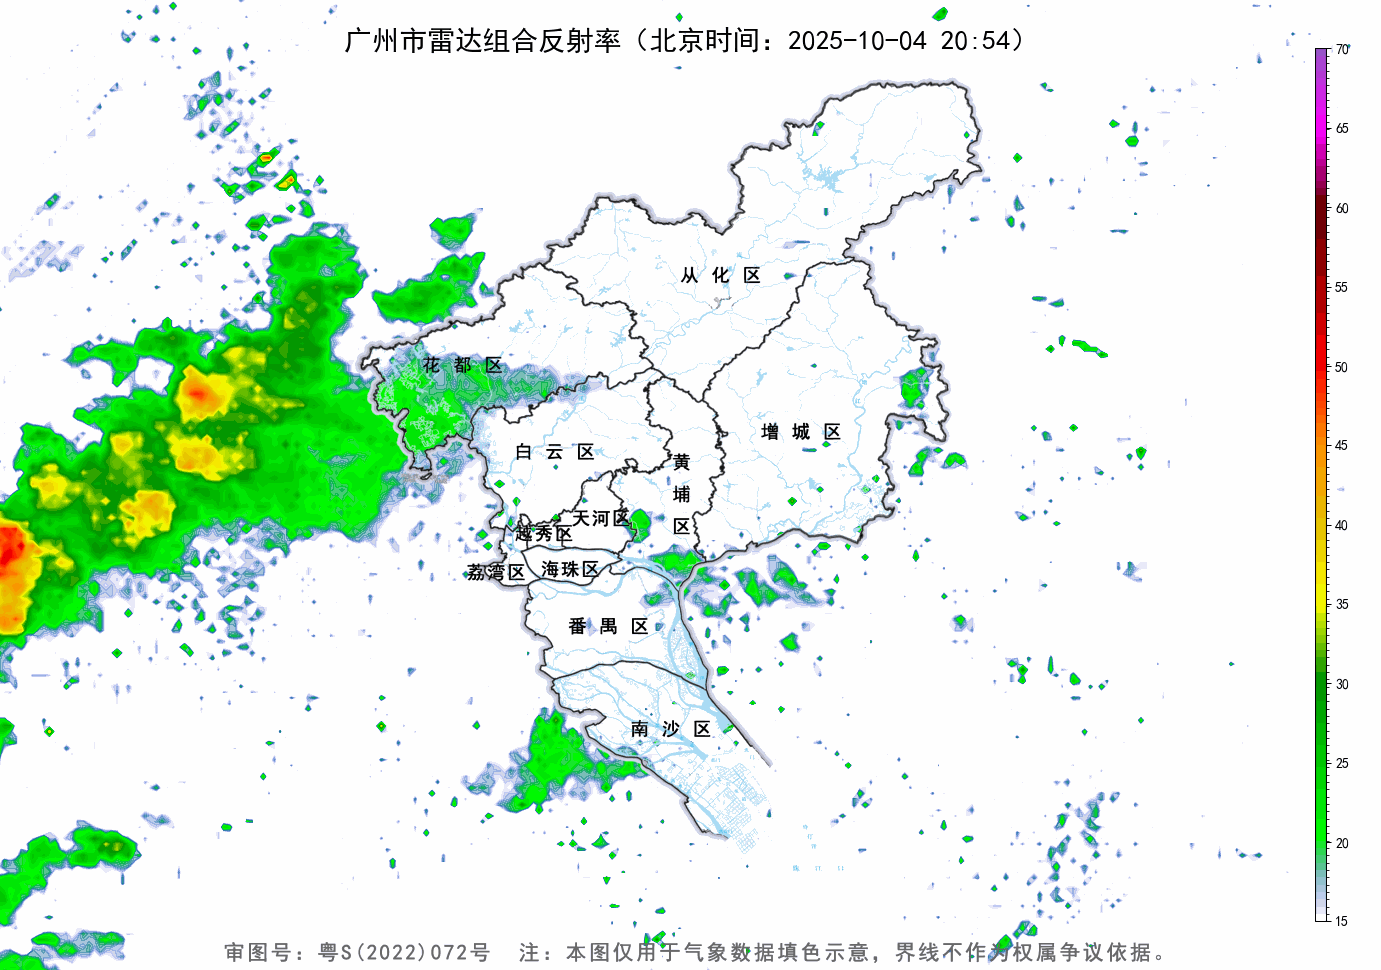 广州市雷达组合反射率（北京时间：2025-10-04 20:54）
70
65
60
55
50
45
40
35
30
25
20
15
从化区
花都区
增城区
白云区
黄埔区
天河区
越秀区
海珠区
荔湾区
番禺区
南沙区
审图号：粤S(2022)072号 注：本图仅用于气象数据填色示意，界线不作为权属争议依据。